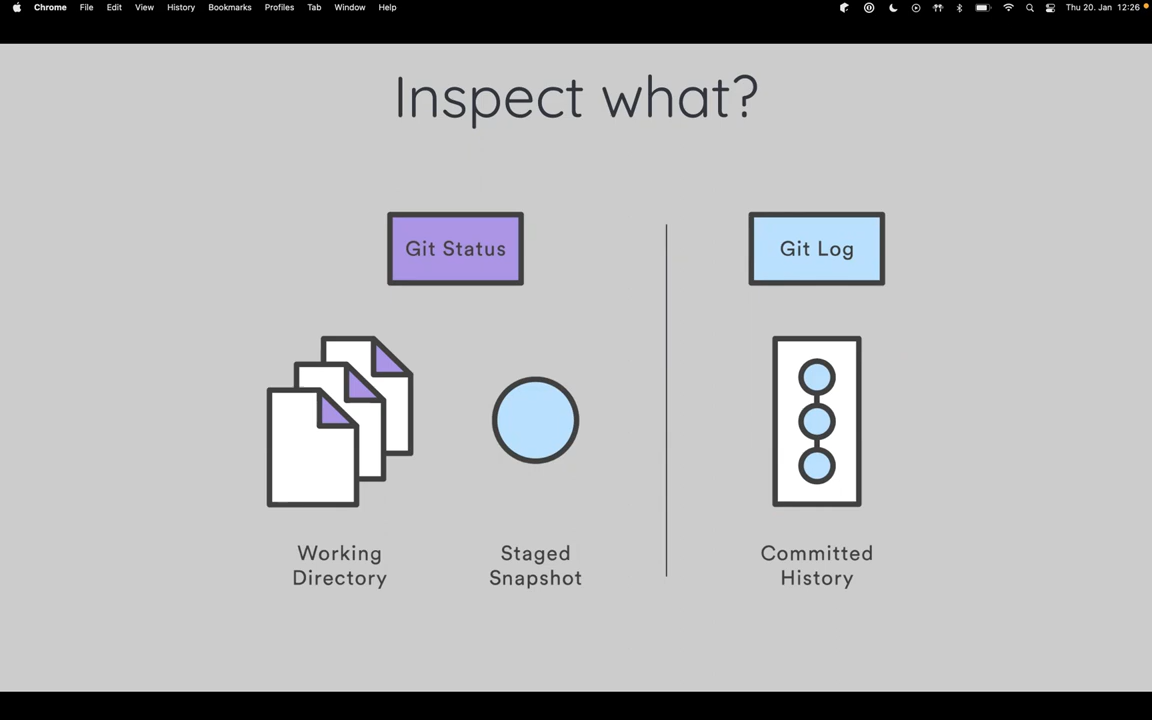 Chrome File Edit View History Bookmarks Profiles Tab Window Help Thu 20. Jan 12:26
Inspect what?
Git Status
Git Log
Working
Directory
Staged
Snapshot
Committed
History